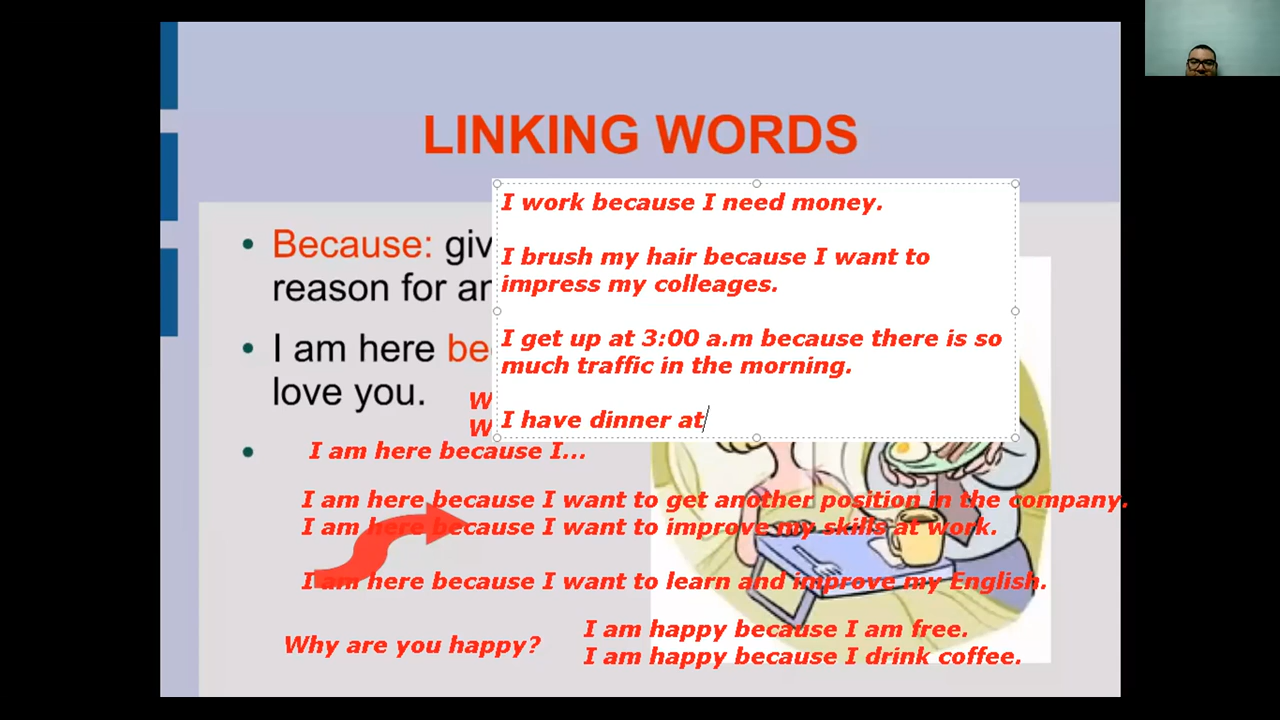 LINKING WORDS
Because: giv
reason for an
I am here be
love you.
I work because I need money.
I brush my hair because I want to
impress my colleages.
I get up at 3:00 a.m because there is so
much traffic in the morning.
I have dinner at
W
W
I am here because I...
I am here because I want to get another position in the company.
I am here because I want to improve my skills at work.
I am here because I want to learn and improve my English.
Why are you happy?
I am happy because I am free.
I am happy because I drink coffee.